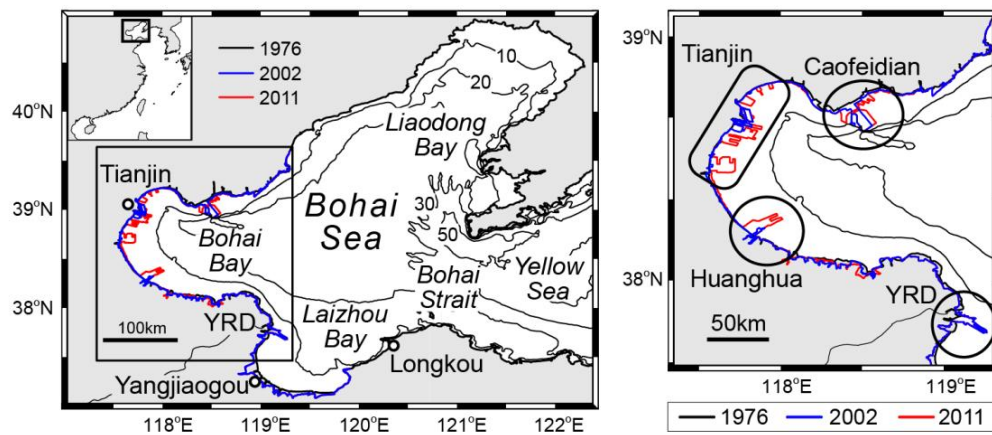 1976
2002
2011
10
20
40°N
Liaodong
Bay
Tianjin
39°N
Bohai
Sea
30
50
Bohai
Bay
Bohai
Strait
Yellow
Sea
38°N
100km
YRD
Laizhou
Bay
Longkou
Yangjiaogou
118°E
119°E
120°E
121°E
122°E
39°N
Tianjin
Caofeidian
Huanghua
38°N
YRD
50km
118°E
119°E
1976
2002
2011